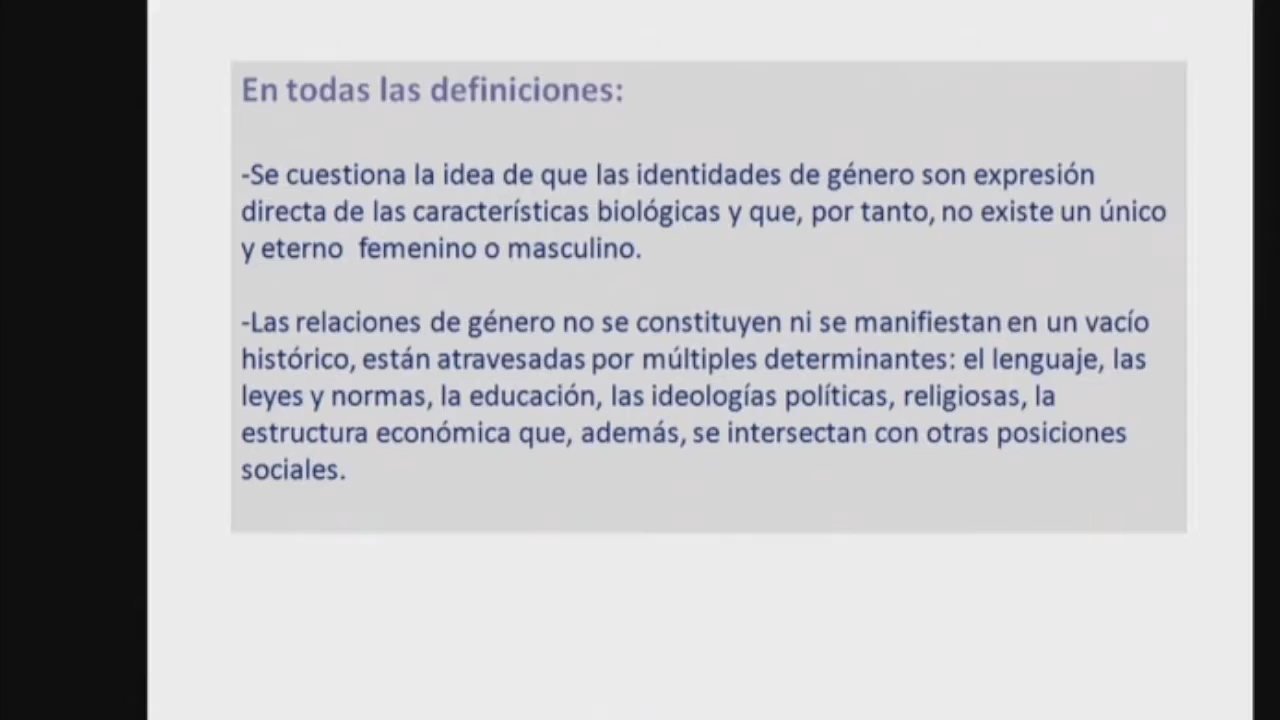 En todas las definiciones:
-Se cuestiona la idea de que las identidades de género son expresión
directa de las características biológicas y que, por tanto, no existe un único
y eterno femenino o masculino.
-Las relaciones de género no se constituyen ni se manifiestan en un vacío
histórico, están atravesadas por múltiples determinantes: el lenguaje, las
leyes y normas, la educación, las ideologías políticas, religiosas, la
estructura económica que, además, se intersectan con otras posiciones
sociales.